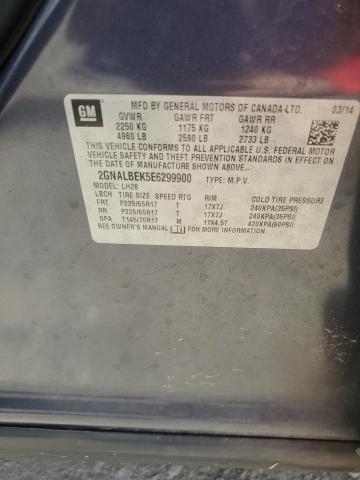 GM MFD BY GENERAL MOTORS OF CANADA LTD. 03/14
GVWR GAWR FRT GAWR RR
2250 KG 1175 KG 1240 KG
4960 LB 2590 LB 2733 LB
THIS VEHICLE CONFORMS TO ALL APPLICABLE U.S. FEDERAL MOTOR
VEHICLE SAFETY AND THEFT PREVENTION STANDARDS IN EFFECT ON THE DATE OF
MANUFACTURE SHOWN ABOVE.
2GNALBEK5E6299900 TYPE: M.P.V.
MODEL: LH26
LBCH TIRE SIZE SPEED RTG RIM COLD TIRE PRESSURE
FRT P225/65R17 T 17X7J 240KPA(35PSI)
RR P225/65R17 T 17X7J 240KPA(35PSI)
SPA T145/70R17 M 17X4.5T 420KPA(60PSI)
SEE OWNER'S MANUAL FOR ADDITIONAL INFORMATION.